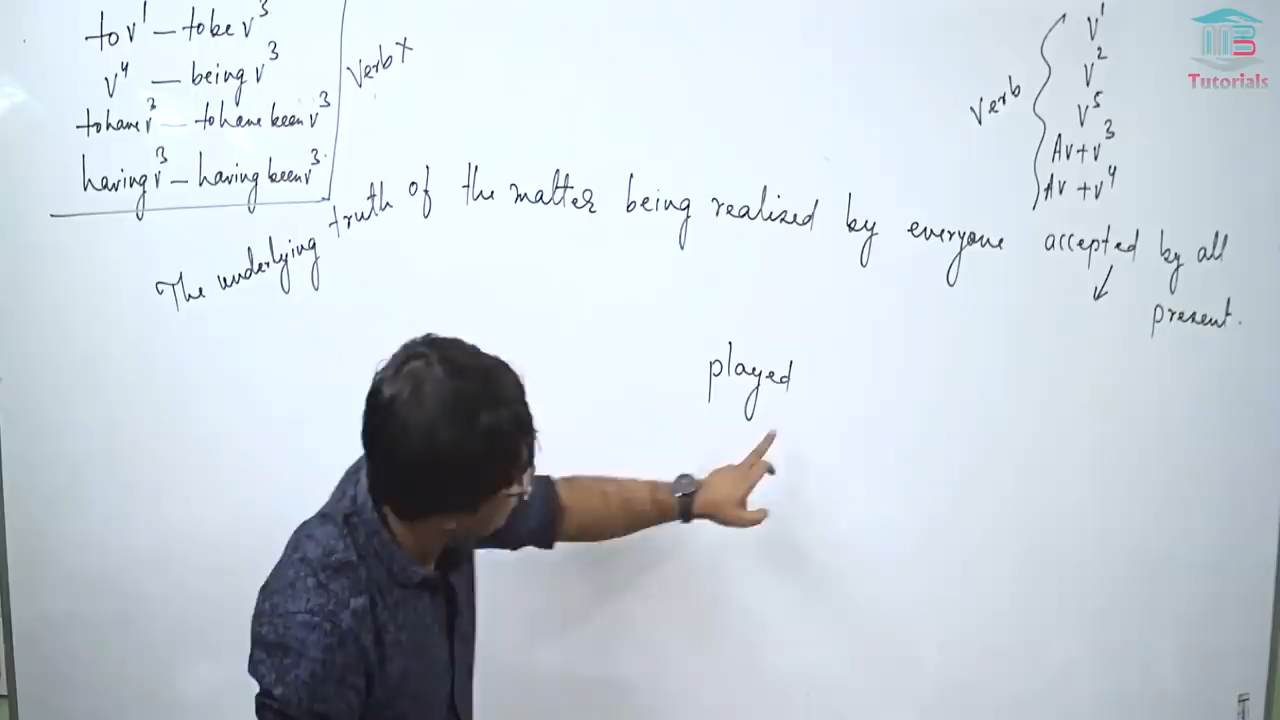 to v¹ – to be v³
v⁴ – being v³
to have v³ – to have been v³
having v³ – having been v³
verb x
verb
v¹
v²
v⁵
Av + v³
Av + v⁴
The underlying truth of the matter being realized by everyone accepted by all
present.
played
MB
Tutorials